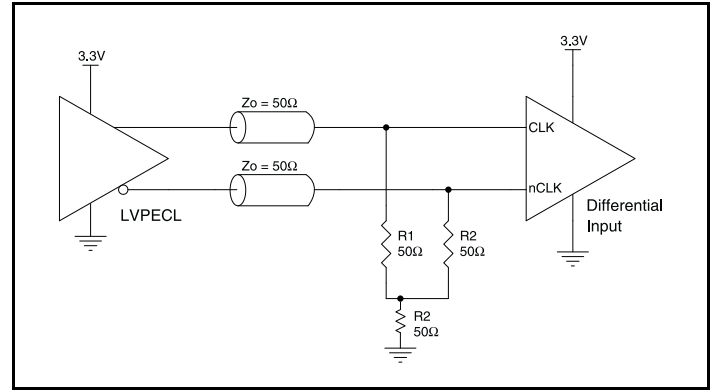 3.3V
3.3V
Zo = 50Ω
CLK
Zo = 50Ω
nCLK
LVPECL
Differential
Input
R1
50Ω
R2
50Ω
R2
50Ω